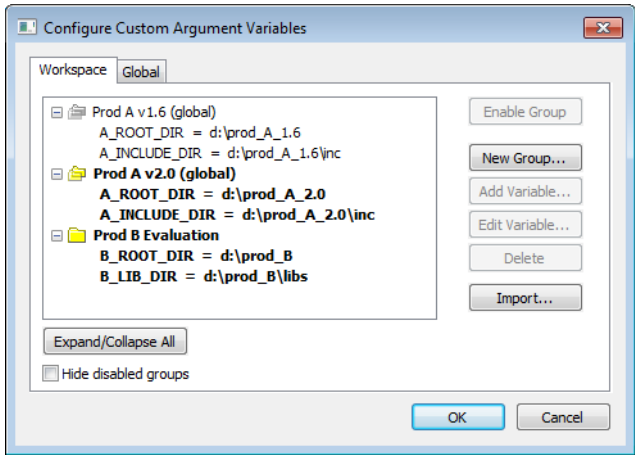 Configure Custom Argument Variables
Workspace Global
Prod A v1.6 (global)
A_ROOT_DIR = d:\prod_A_1.6
A_INCLUDE_DIR = d:\prod_A_1.6\inc
Prod A v2.0 (global)
A_ROOT_DIR = d:\prod_A_2.0
A_INCLUDE_DIR = d:\prod_A_2.0\inc
Prod B Evaluation
B_ROOT_DIR = d:\prod_B
B_LIB_DIR = d:\prod_B\libs
Enable Group
New Group...
Add Variable...
Edit Variable...
Delete
Import...
Expand/Collapse All
Hide disabled groups
OK Cancel